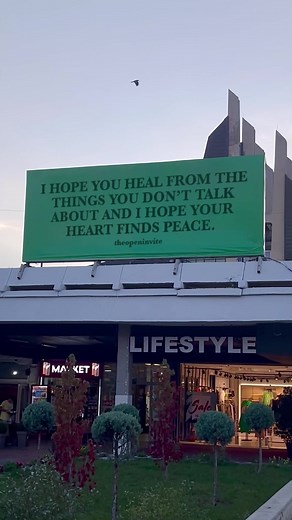 I HOPE YOU HEAL FROM THE
THINGS YOU DON'T TALK
ABOUT AND I HOPE YOUR
HEART FINDS PEACE.
theopeninvite
LIFESTYLE
MARKET
Sale